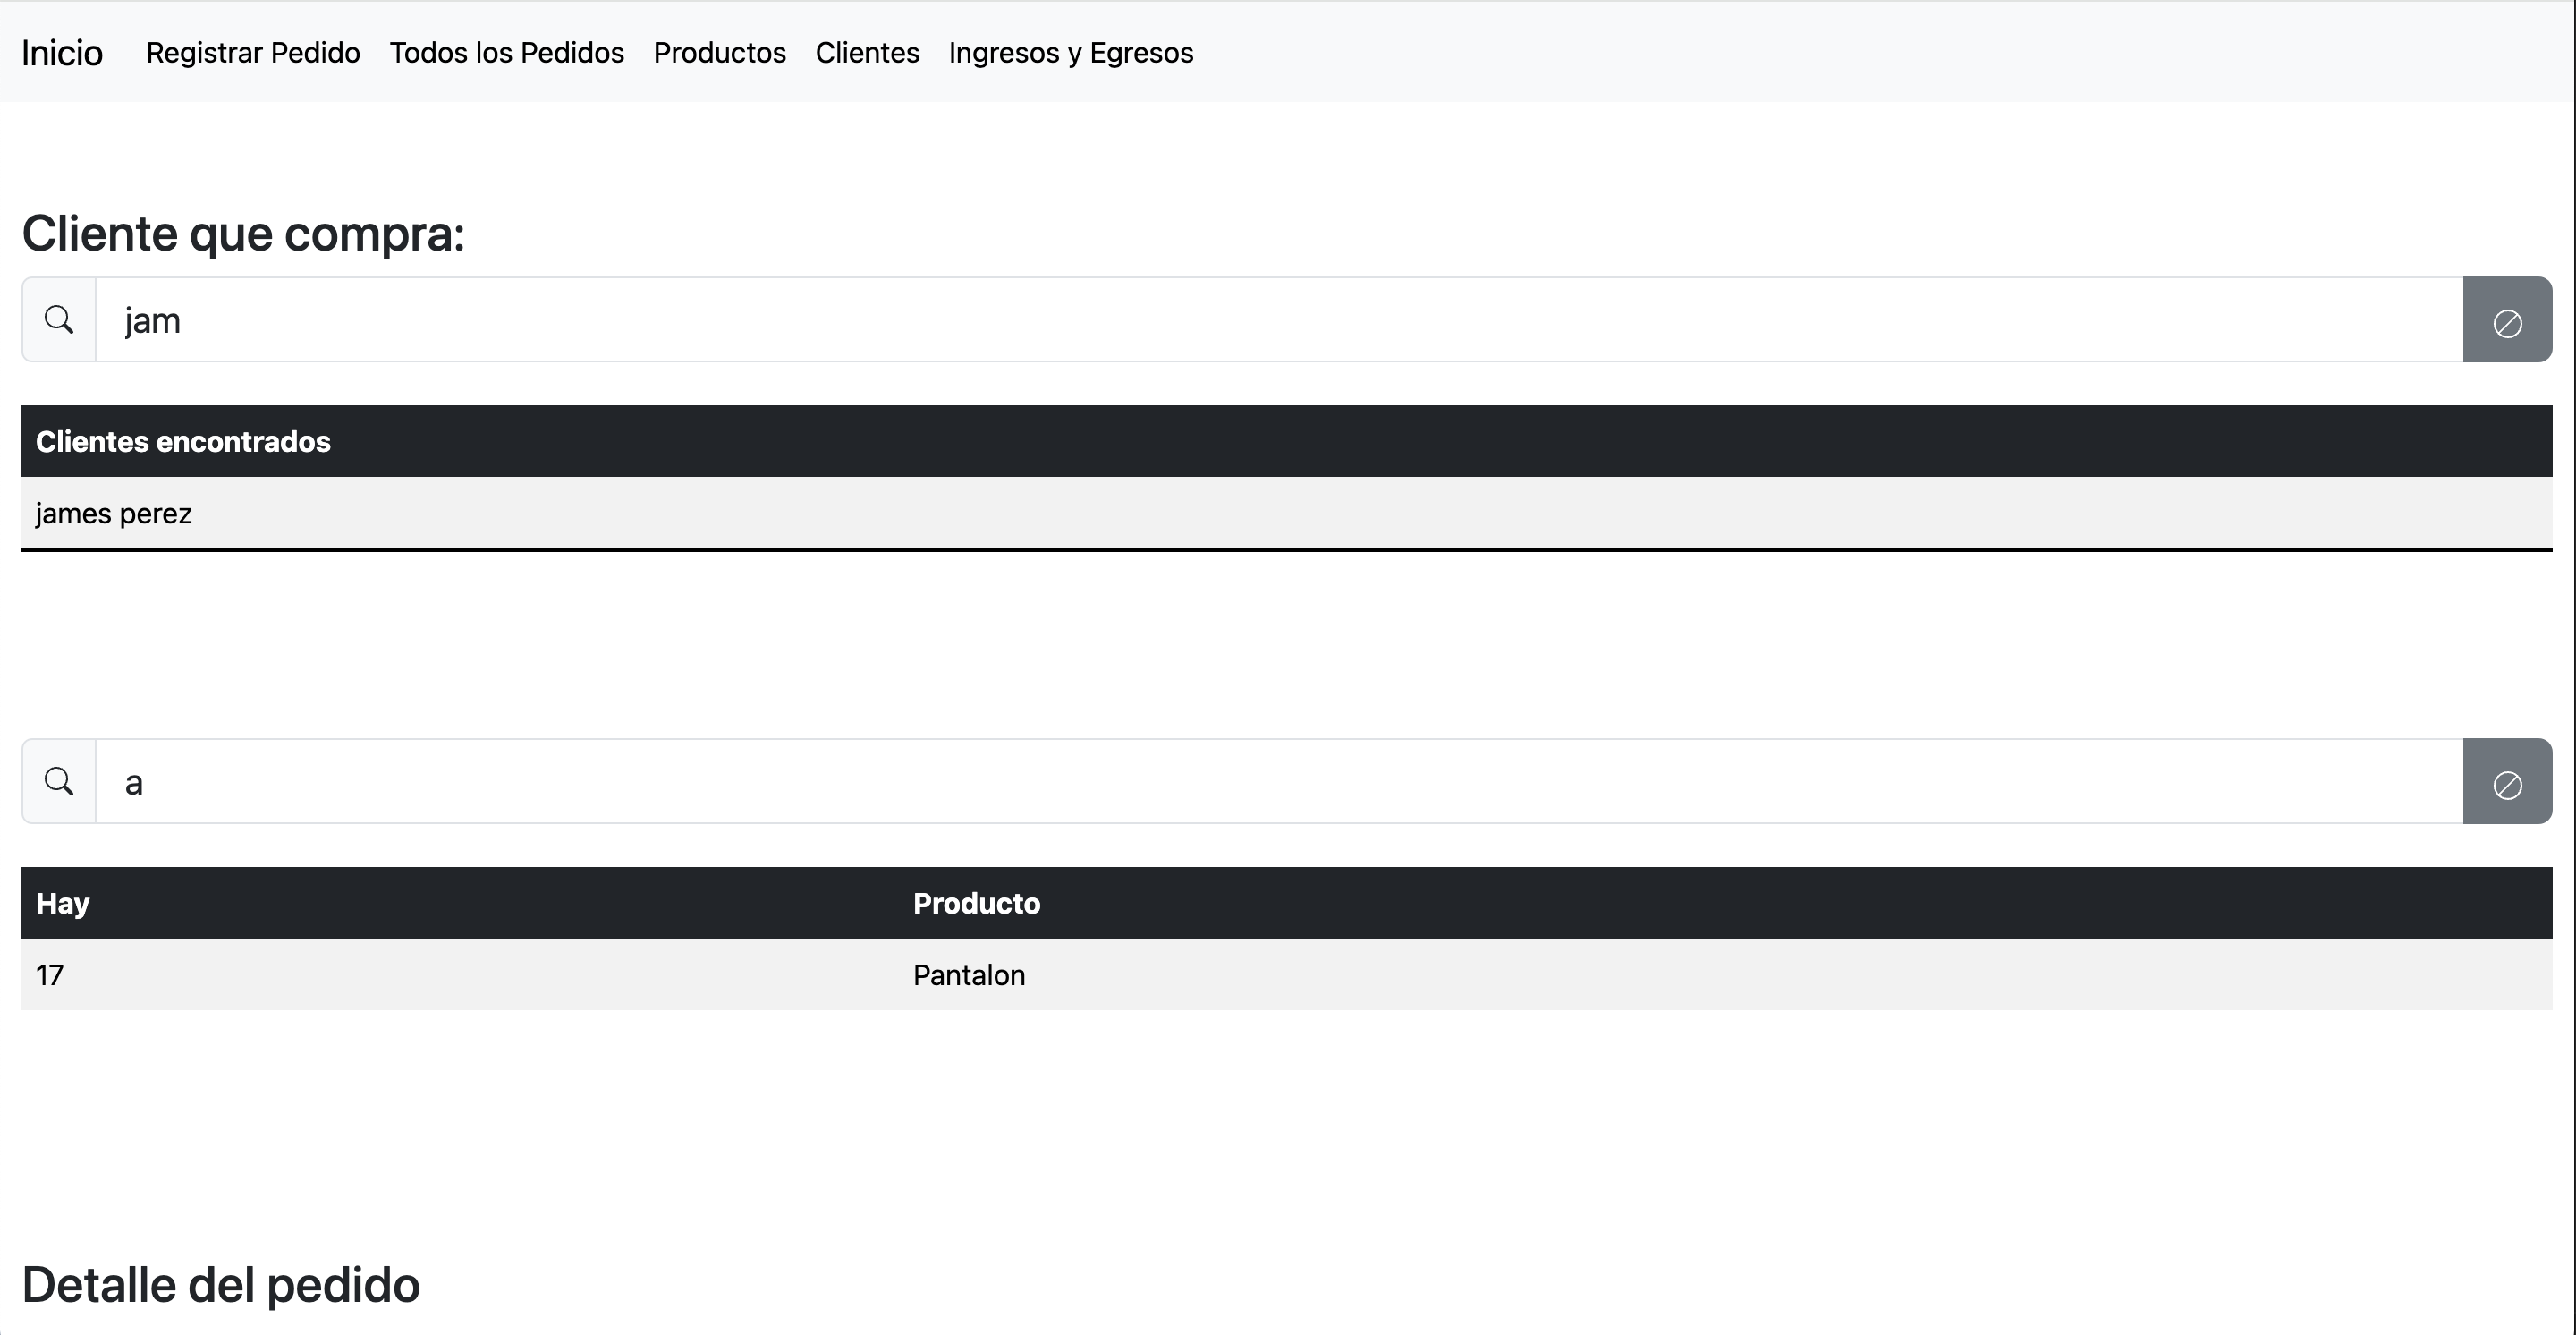 Inicio Registrar Pedido Todos los Pedidos Productos Clientes Ingresos y Egresos
Cliente que compra:
jam
Clientes encontrados
james perez
a
Hay Producto
17 Pantalon
Detalle del pedido